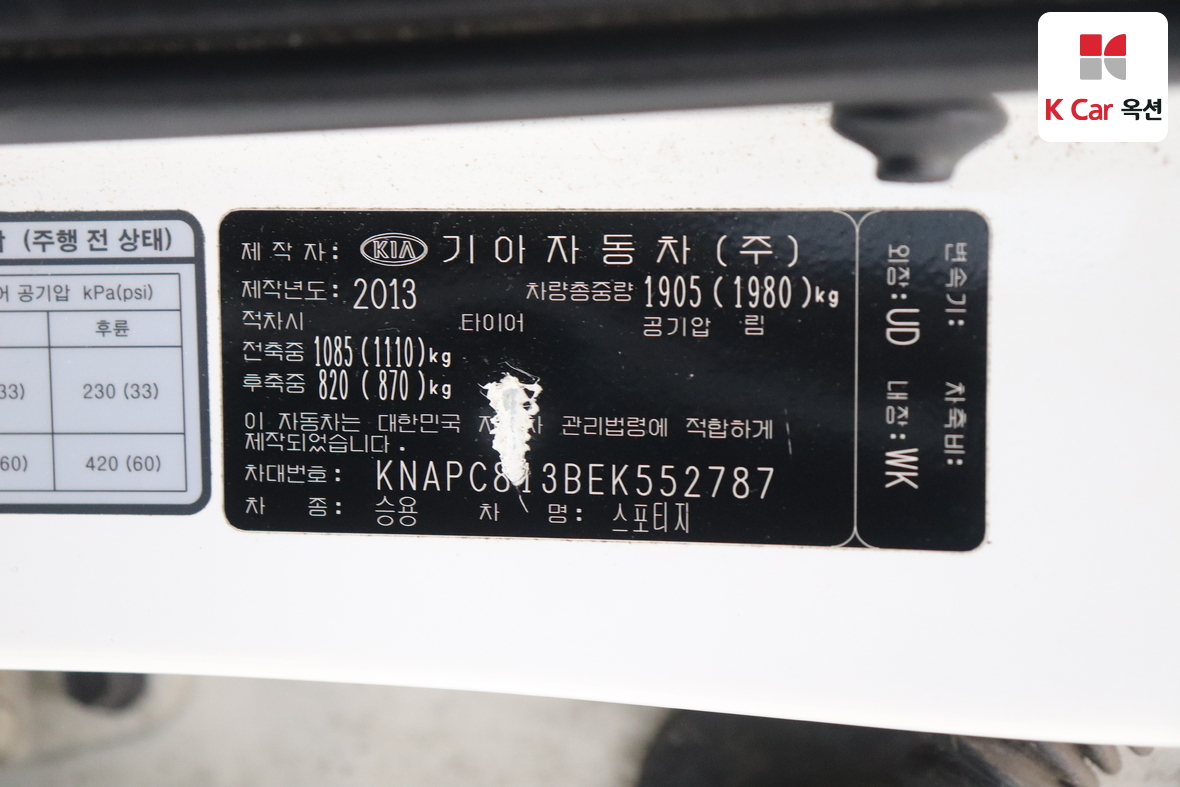 K Car 옥션
(주행 전 상태)
공기압 kPa(psi)
후륜
33) 230 (33)
60) 420 (60)
제 작 자: KIA 기 아 자 동 차 (주)
제작년도: 2013 차량총중량 1905 (1980)kg
적차시 타이어 공기압 림
전축중 1085 (1110)kg
후축중 820 (870)kg
이 자동차는 대한민국 관리법령에 적합하게
제작되었습니다.
차대번호: KNAPC813BEK552787
차 종: 승용 차 명: 스포티지
외장:UD 내장:WK
변속기: 차축비: